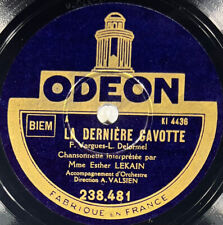 ODEON
KI 4436
BIEM
LA DERNIÈRE GAVOTTE
F. Vargues-L. Delormel
Chansonnette interprétée par
Mme Esther LEKAIN
Accompagnement d'Orchestre
Direction A. VALSIEN
238.481
FABRIQUÉ EN FRANCE